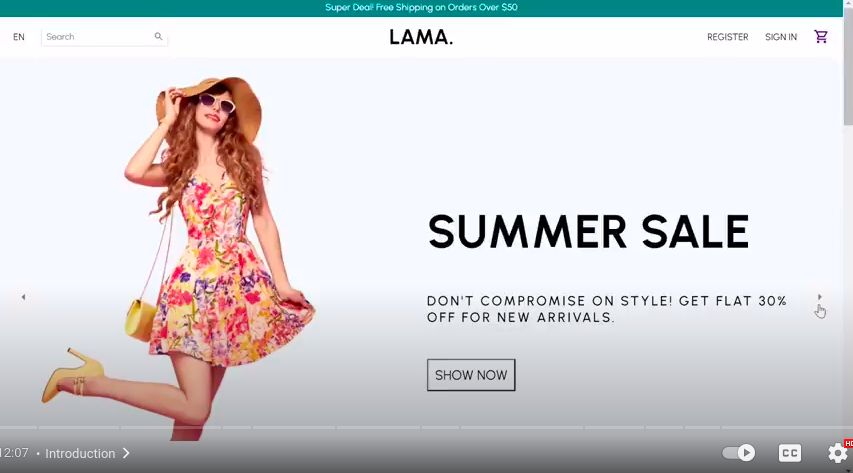 Super Deal! Free Shipping on Orders Over $50
EN Search LAMA. REGISTER SIGN IN
SUMMER SALE
DON'T COMPROMISE ON STYLE! GET FLAT 30%
OFF FOR NEW ARRIVALS.
SHOW NOW
12:07 • Introduction CC HD